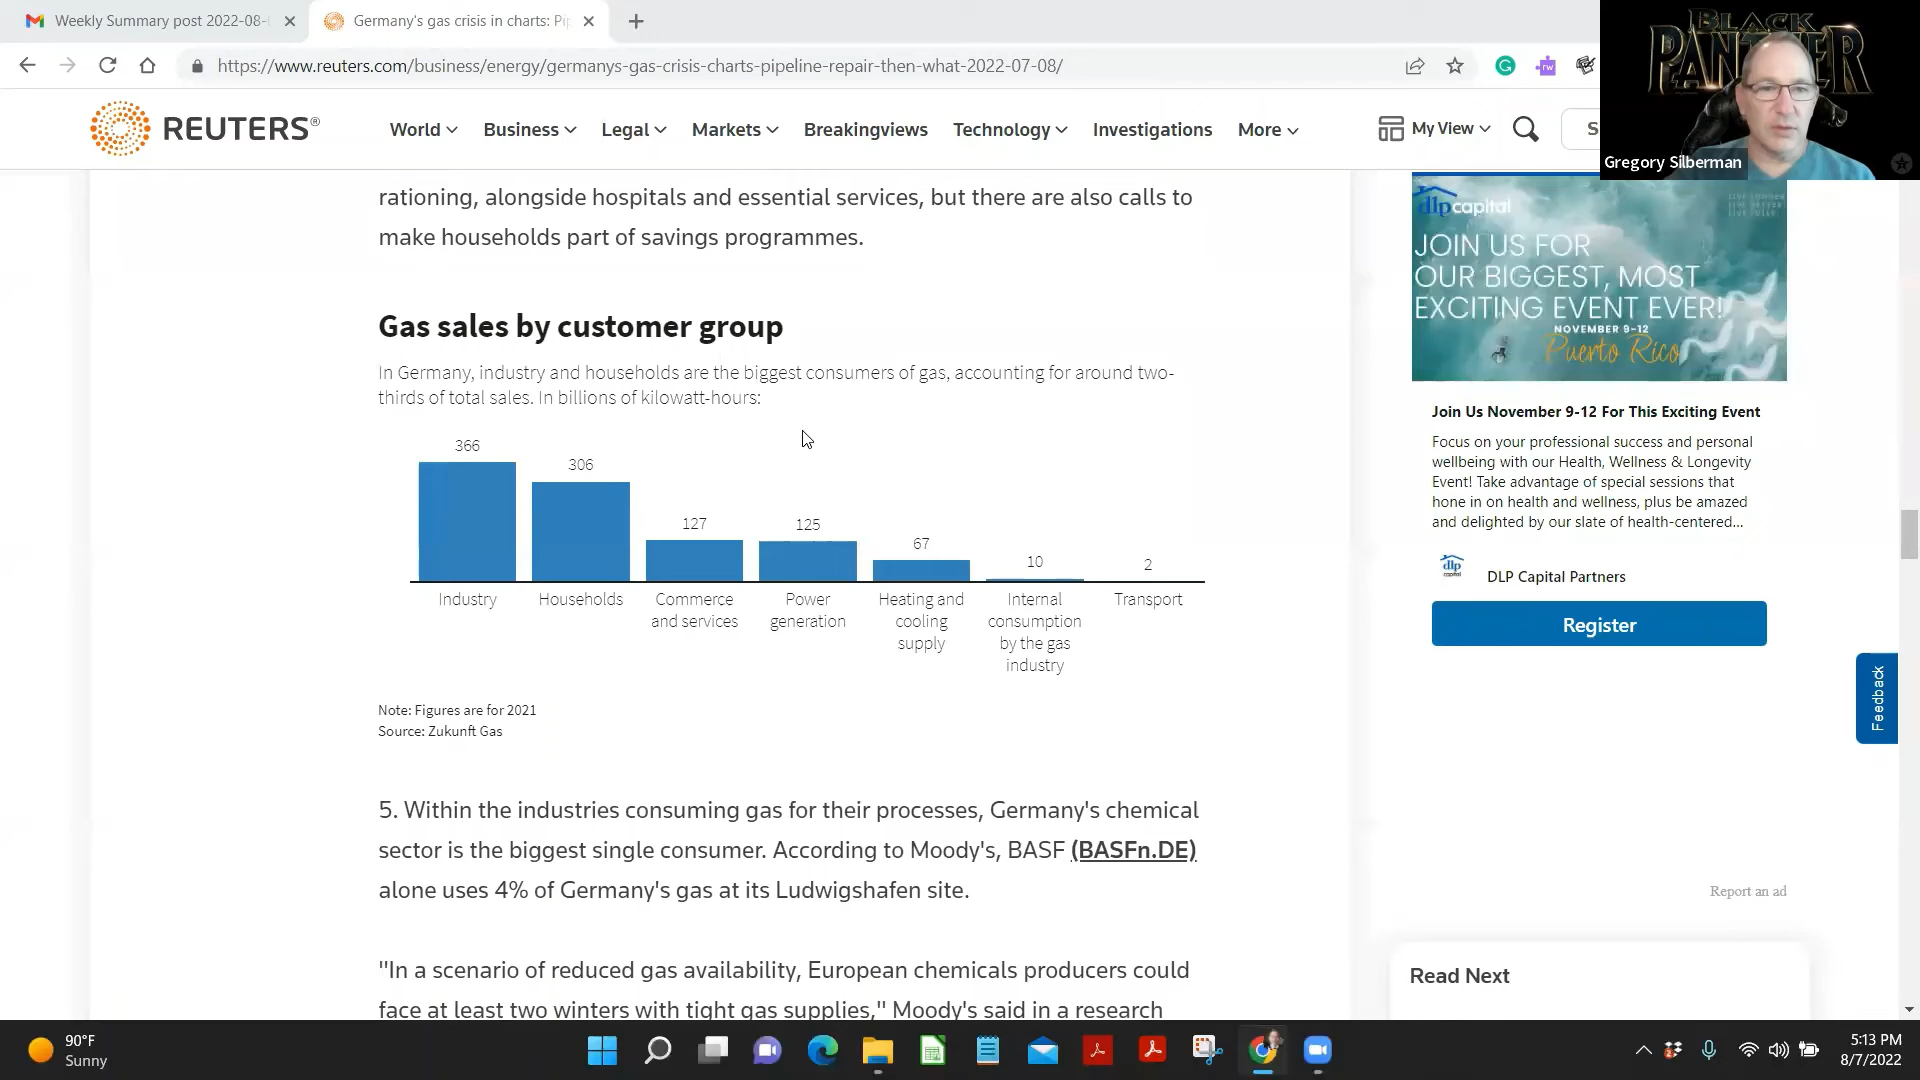 Weekly Summary post 2022-08-
Germany's gas crisis in charts: Pip
https://www.reuters.com/business/energy/germanys-gas-crisis-charts-pipeline-repair-then-what-2022-07-08/
BLACK
PANTHER
Gregory Silberman
REUTERS®
World
Business
Legal
Markets
Breakingviews
Technology
Investigations
More
My View
S
rationing, alongside hospitals and essential services, but there are also calls to
make households part of savings programmes.
Gas sales by customer group
In Germany, industry and households are the biggest consumers of gas, accounting for around two-
thirds of total sales. In billions of kilowatt-hours:
366
306
127
125
67
10
2
Industry
Households
Commerce
and services
Power
generation
Heating and
cooling
supply
Internal
consumption
by the gas
industry
Transport
Note: Figures are for 2021
Source: Zukunft Gas
5. Within the industries consuming gas for their processes, Germany's chemical
sector is the biggest single consumer. According to Moody's, BASF (BASFn.DE)
alone uses 4% of Germany's gas at its Ludwigshafen site.
"In a scenario of reduced gas availability, European chemicals producers could
face at least two winters with tight gas supplies," Moody's said in a research
dlpcapital
JOIN US FOR
OUR BIGGEST, MOST
EXCITING EVENT EVER!
NOVEMBER 9-12
Puerto Rico
Join Us November 9-12 For This Exciting Event
Focus on your professional success and personal
wellbeing with our Health, Wellness & Longevity
Event! Take advantage of special sessions that
hone in on health and wellness, plus be amazed
and delighted by our slate of health-centered...
dlp
capital
DLP Capital Partners
Register
Feedback
Report an ad
Read Next
90°F
Sunny
5:13 PM
8/7/2022